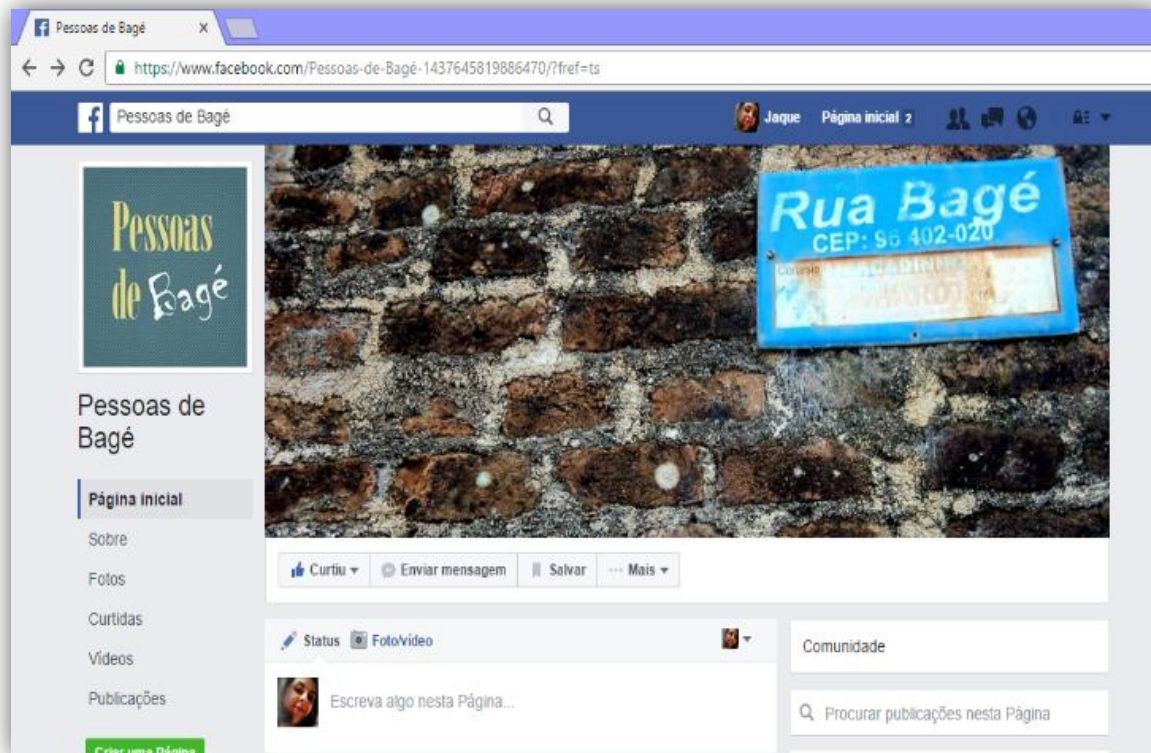 Pessoas de Bagé
https://www.facebook.com/Pessoas-de-Bagé-1437645819886470/?fref=ts
Pessoas de Bagé
Jaque Página inicial 2
Pessoas
de Bagé
Rua Bagé
CEP: 96 402-020
Pessoas de
Bagé
Página inicial
Sobre
Fotos
Curtidas
Vídeos
Publicações
Criar uma Página
Curtiu Enviar mensagem Salvar Mais
Status Foto/vídeo
Escreva algo nesta Página...
Comunidade
Procurar publicações nesta Página